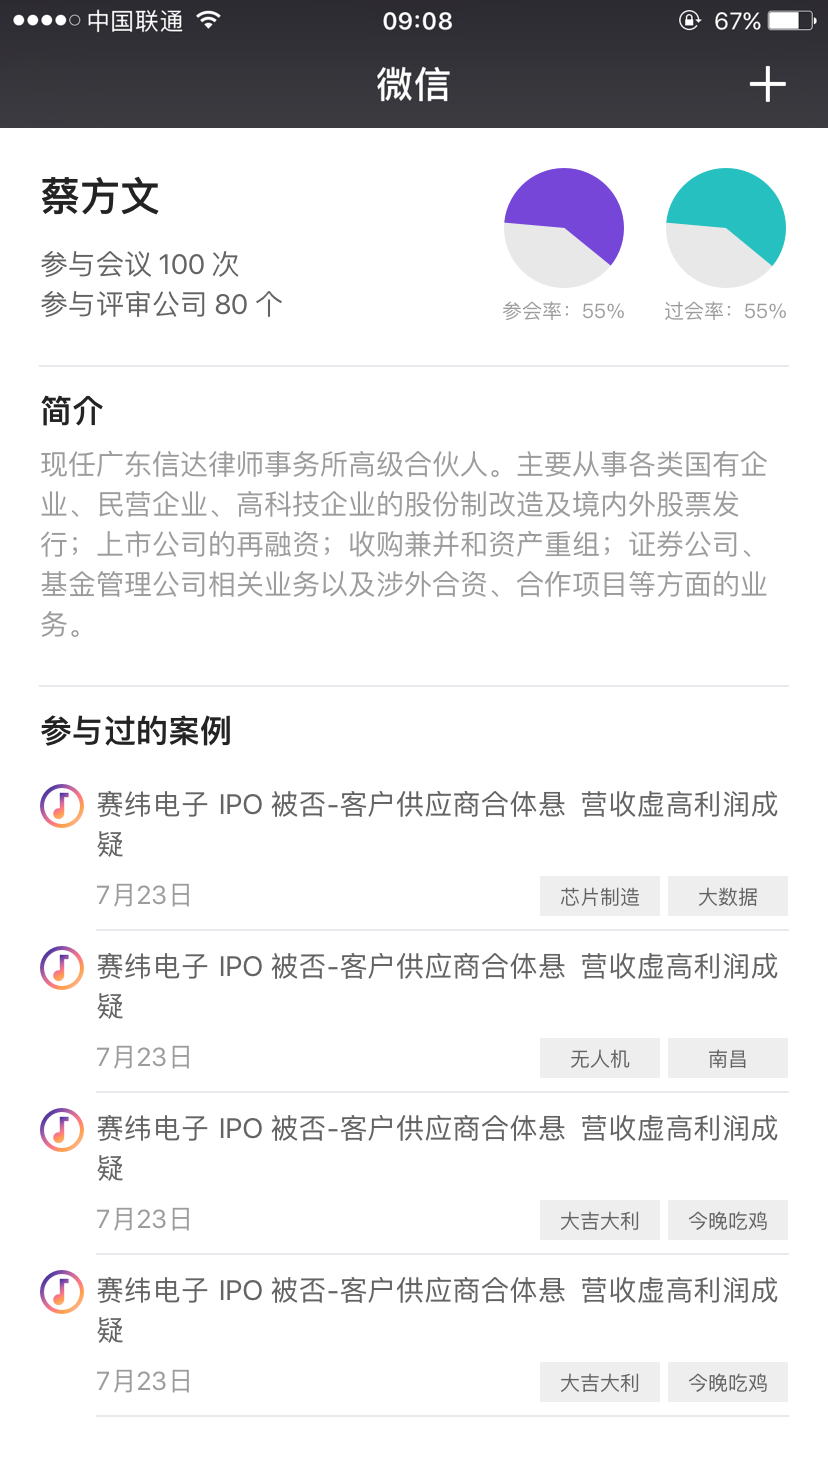 中国联通 09:08 67%
微信
蔡方文
参与会议 100 次
参与评审公司 80 个
参会率：55% 过会率：55%
简介
现任广东信达律师事务所高级合伙人。主要从事各类国有企
业、民营企业、高科技企业的股份制改造及境内外股票发
行；上市公司的再融资；收购兼并和资产重组；证券公司、
基金管理公司相关业务以及涉外合资、合作项目等方面的业
务。
参与过的案例
赛纬电子 IPO 被否-客户供应商合体悬 营收虚高利润成
疑
7月23日 芯片制造 大数据
赛纬电子 IPO 被否-客户供应商合体悬 营收虚高利润成
疑
7月23日 无人机 南昌
赛纬电子 IPO 被否-客户供应商合体悬 营收虚高利润成
疑
7月23日 大吉大利 今晚吃鸡
赛纬电子 IPO 被否-客户供应商合体悬 营收虚高利润成
疑
7月23日 大吉大利 今晚吃鸡